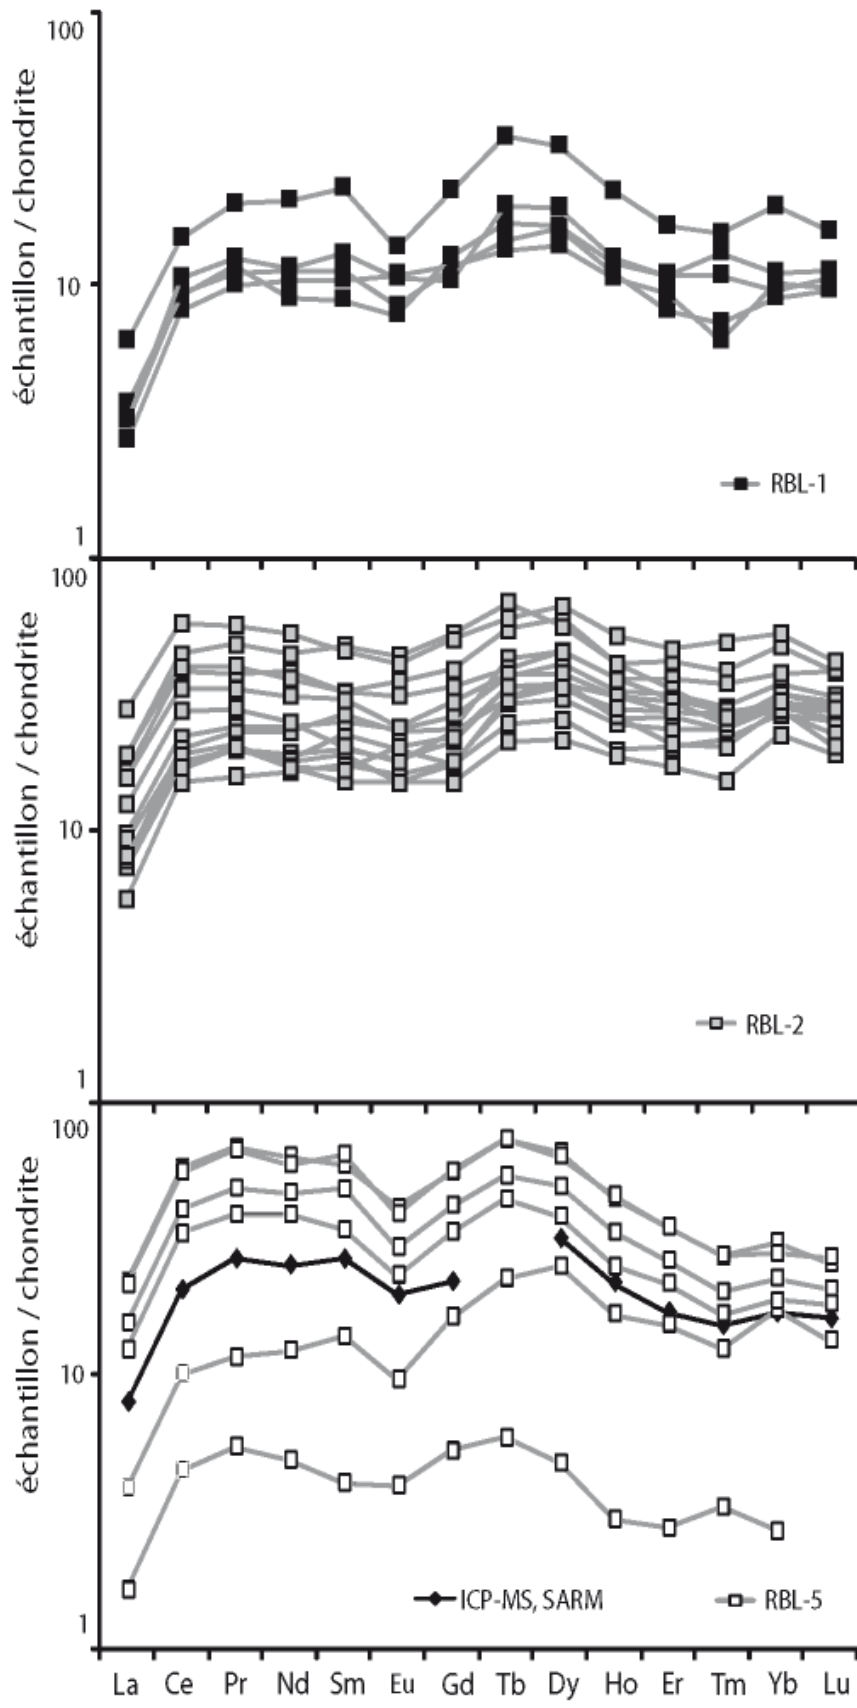 100
échantillon / chondrite
10
RBL-1
1
100
échantillon / chondrite
10
RBL-2
1
100
échantillon / chondrite
10
ICP-MS, SARM
RBL-5
1
La Ce Pr Nd Sm Eu Gd Tb Dy Ho Er Tm Yb Lu